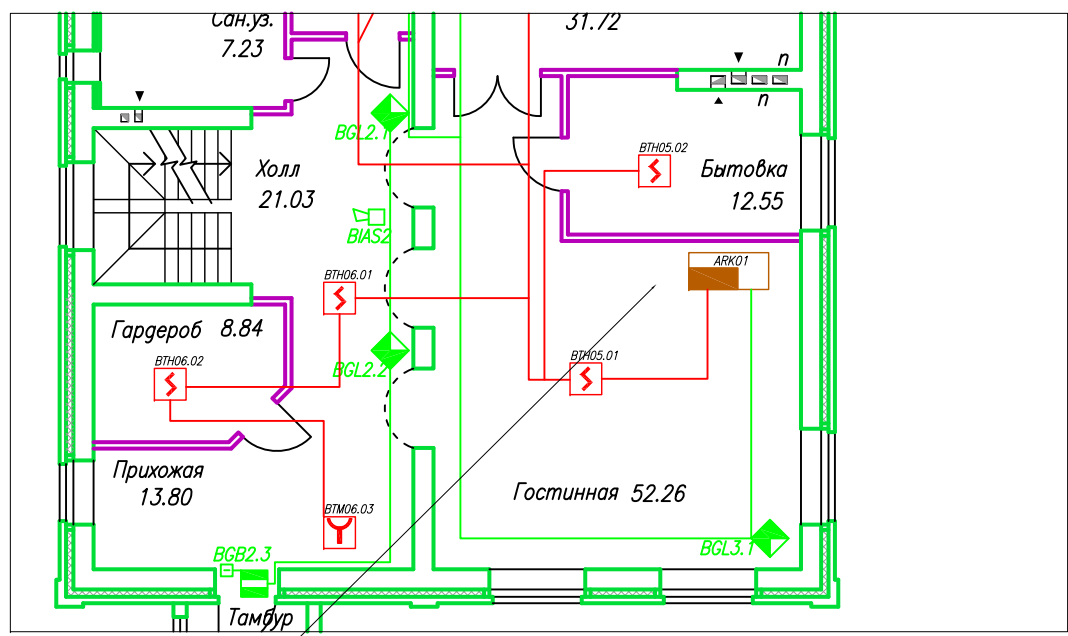 Сан.уз.
7.23
31.72
n
n
BGL2.1
BTH05.02
Холл
21.03
Бытовка
12.55
BIAS2
ARK01
BTH06.01
Гардероб 8.84
BTH05.01
BTH06.02
BGL2.2
Прихожая
13.80
Гостинная 52.26
BTM06.03
BGL3.1
BGB2.3
Тамбур